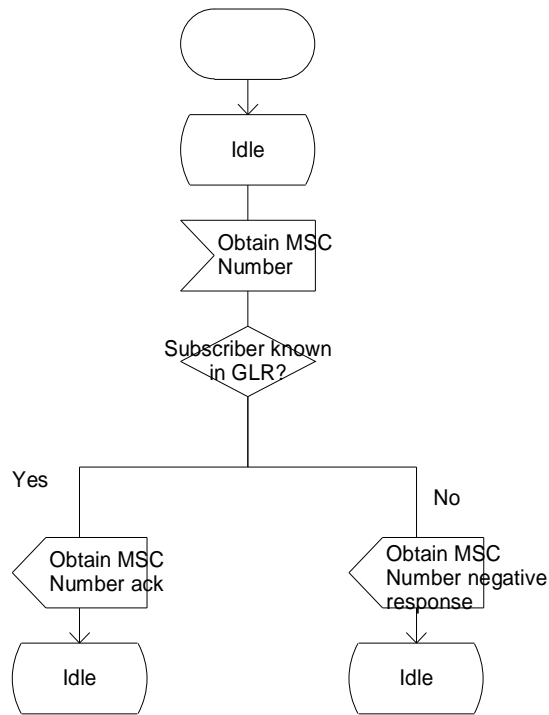 Idle
Obtain MSC
Number
Subscriber known
in GLR?
Yes
No
Obtain MSC
Number ack
Obtain MSC
Number negative
response
Idle
Idle